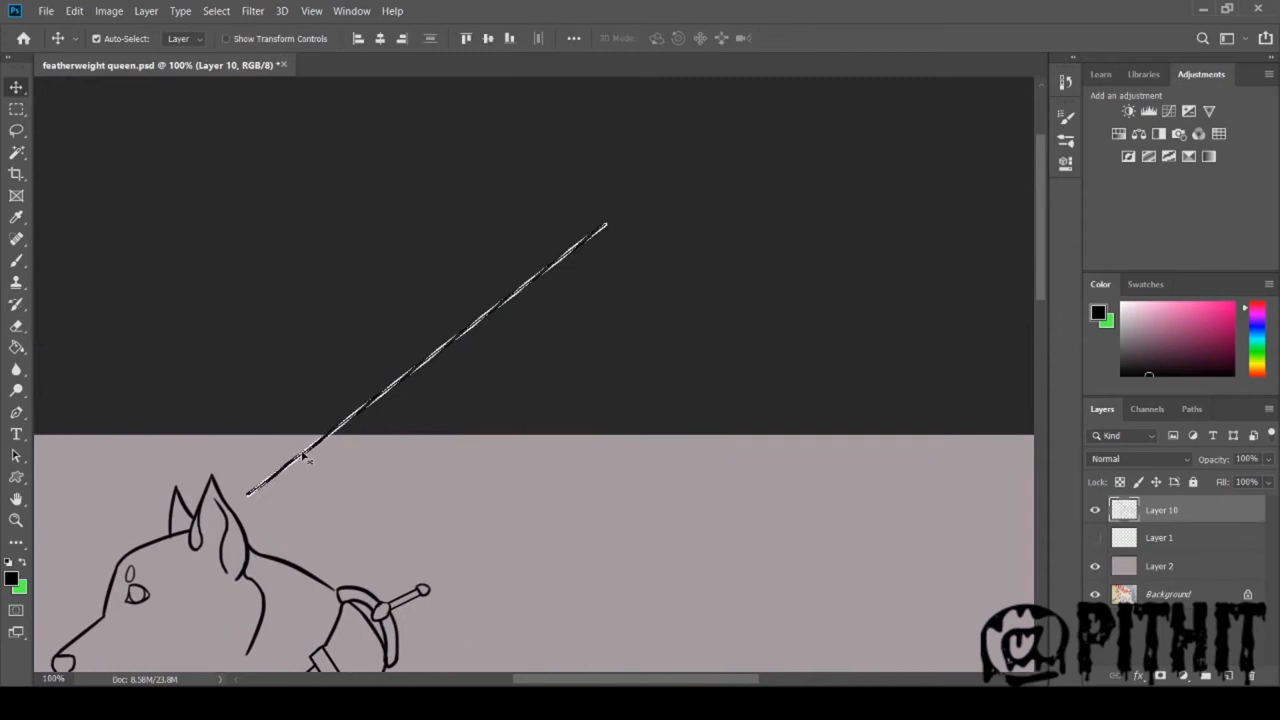 Ps File Edit Image Layer Type Select Filter 3D View Window Help
Auto-Select: Layer Show Transform Controls 3D Mode:
featherweight queen.psd @ 100% (Layer 10, RGB/8) *
Learn Libraries Adjustments
Add an adjustment
Color Swatches
Layers Channels Paths
Kind
Normal Opacity: 100%
Lock: Fill: 100%
Layer 10
Layer 1
Layer 2
Background
@PITHIT
100% Doc: 8.58M/23.8M
fx